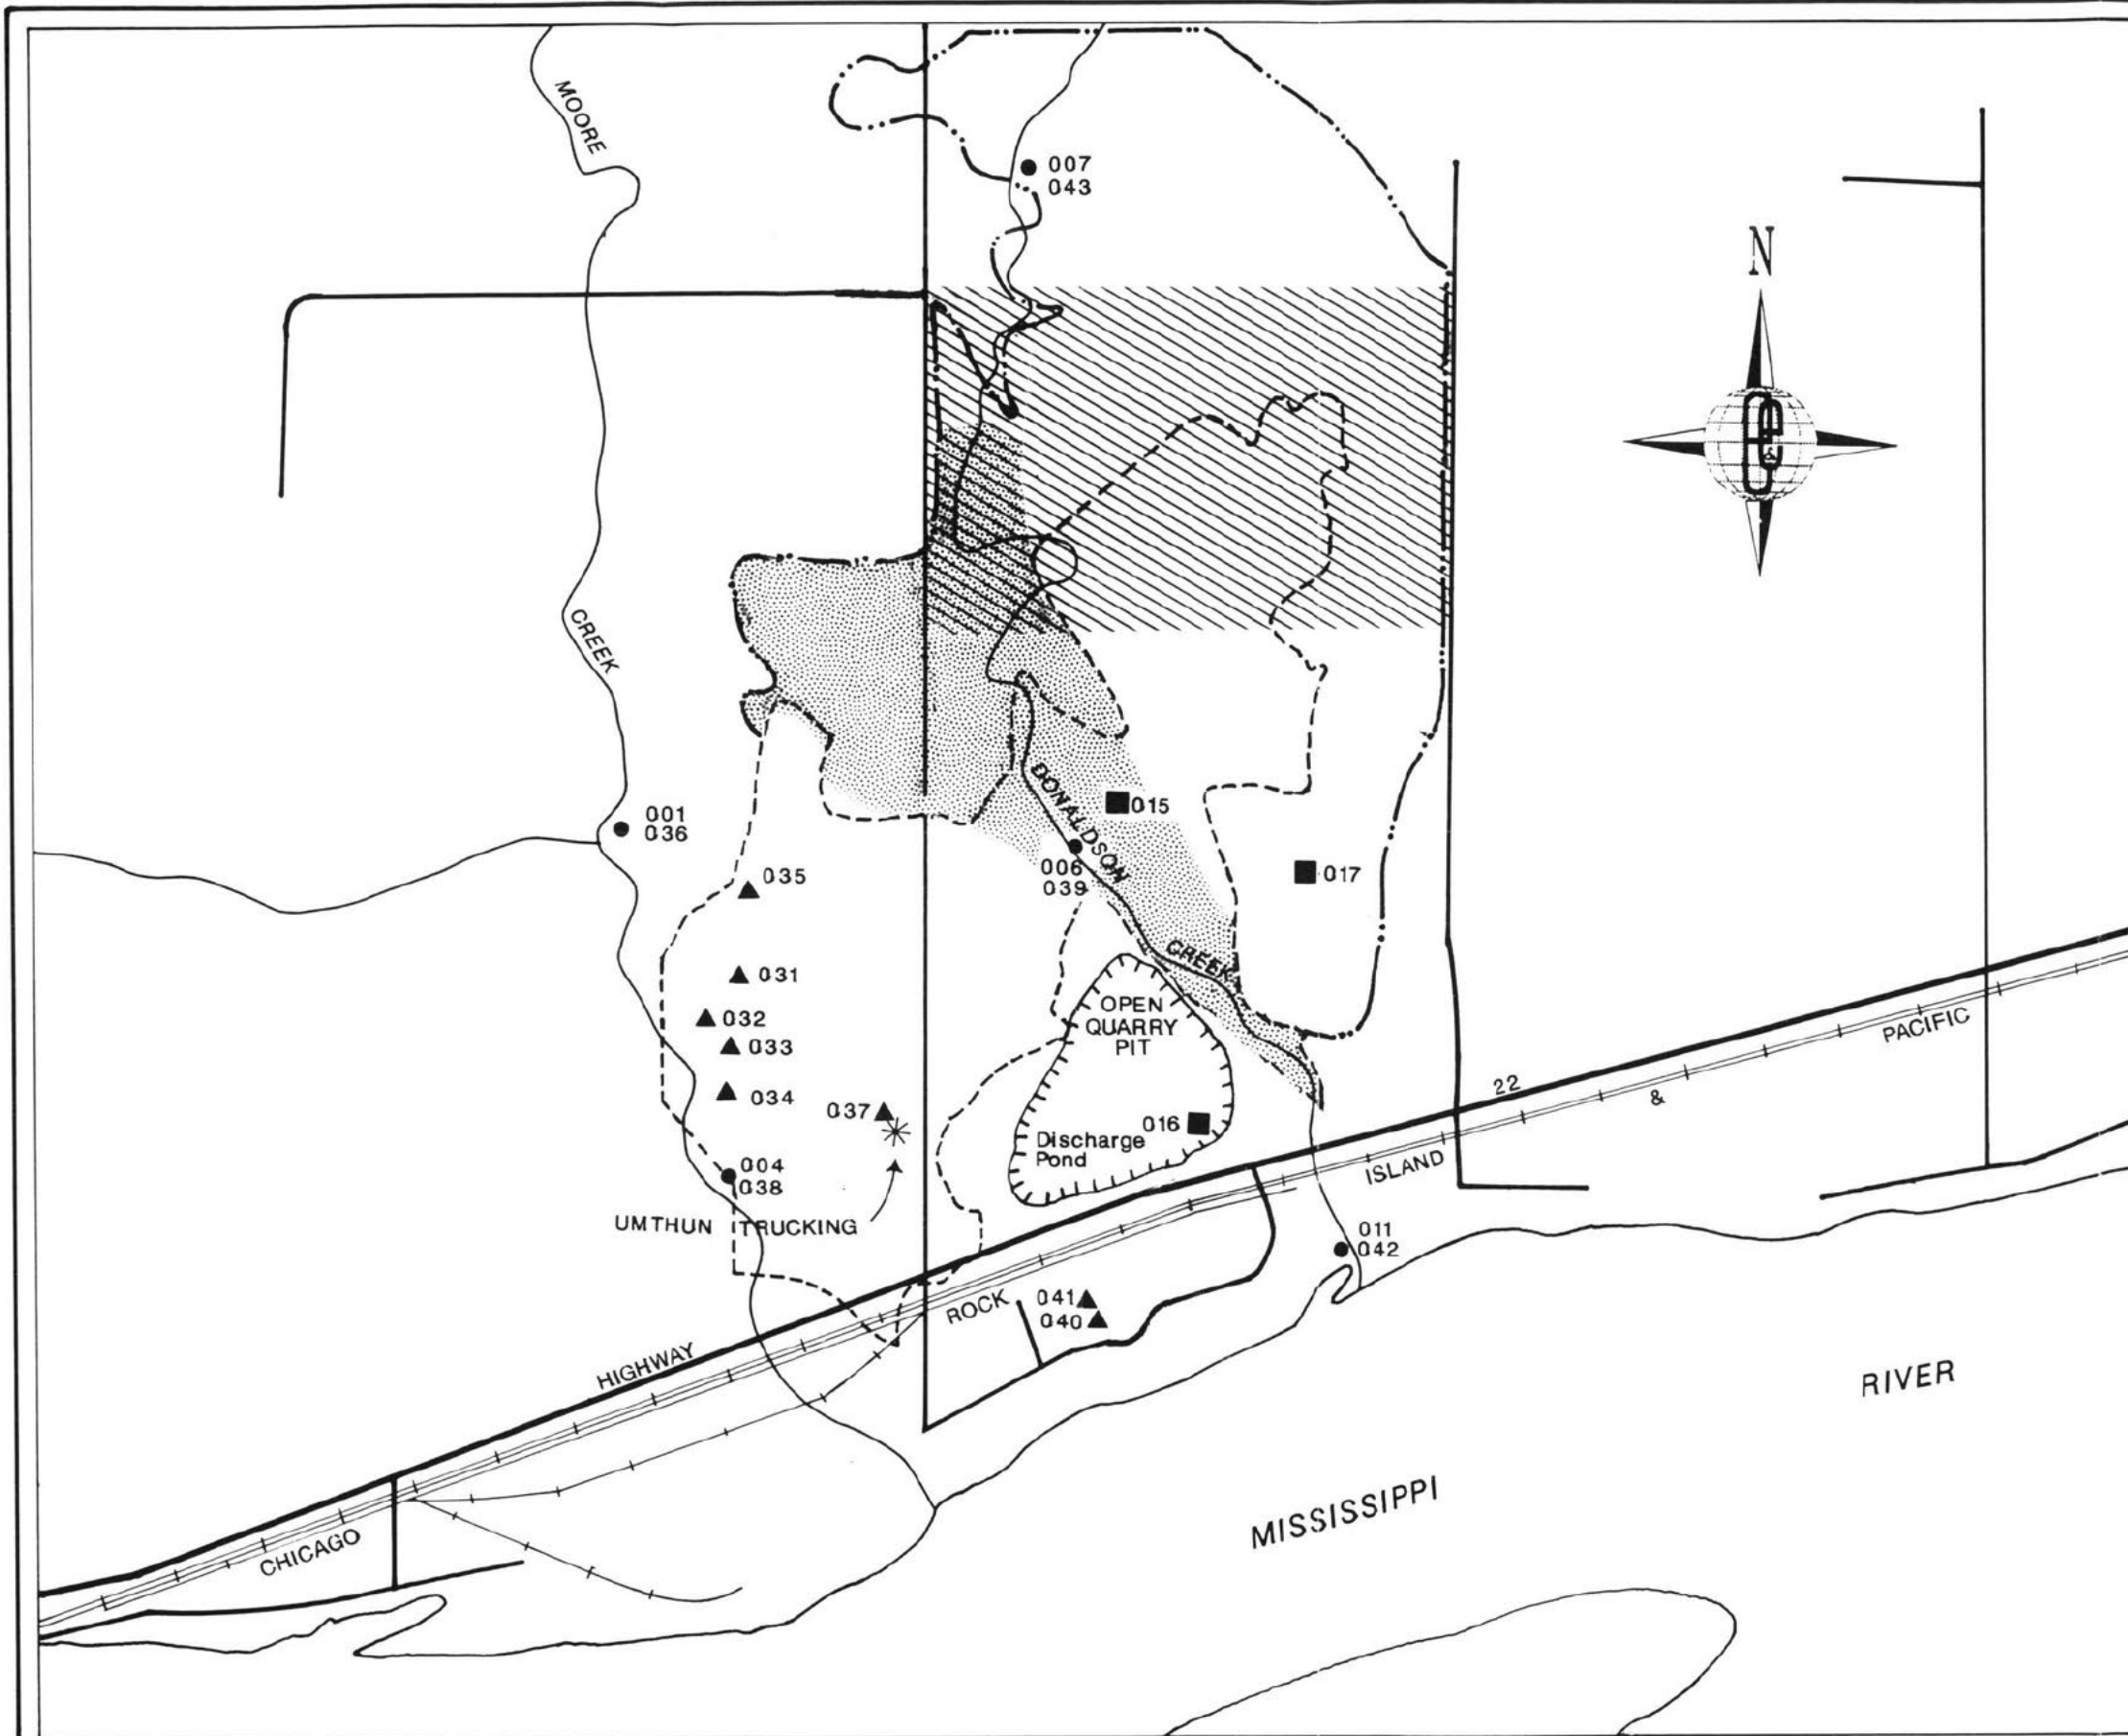 MOORE
007
043
N
CREEK
DONALDSON
015
001
036
006
039
017
035
CREEK
031
OPEN
QUARRY
PIT
032
033
034
22
&
PACIFIC
037
016
Discharge
Pond
004
038
ISLAND
UMTHUN TRUCKING
011
042
041
040
ROCK
HIGHWAY
RIVER
MISSISSIPPI
CHICAGO